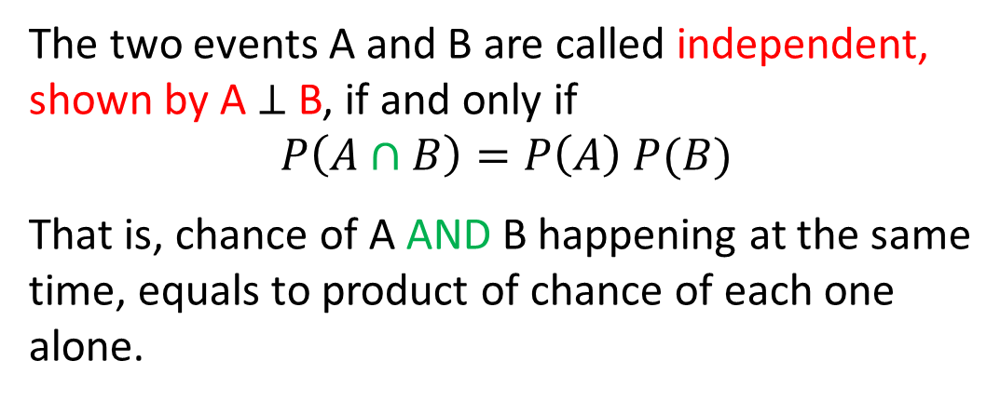 The two events A and B are called independent,
shown by A ⊥ B, if and only if
P(A ∩ B) = P(A) P(B)
That is, chance of A AND B happening at the same
time, equals to product of chance of each one
alone.